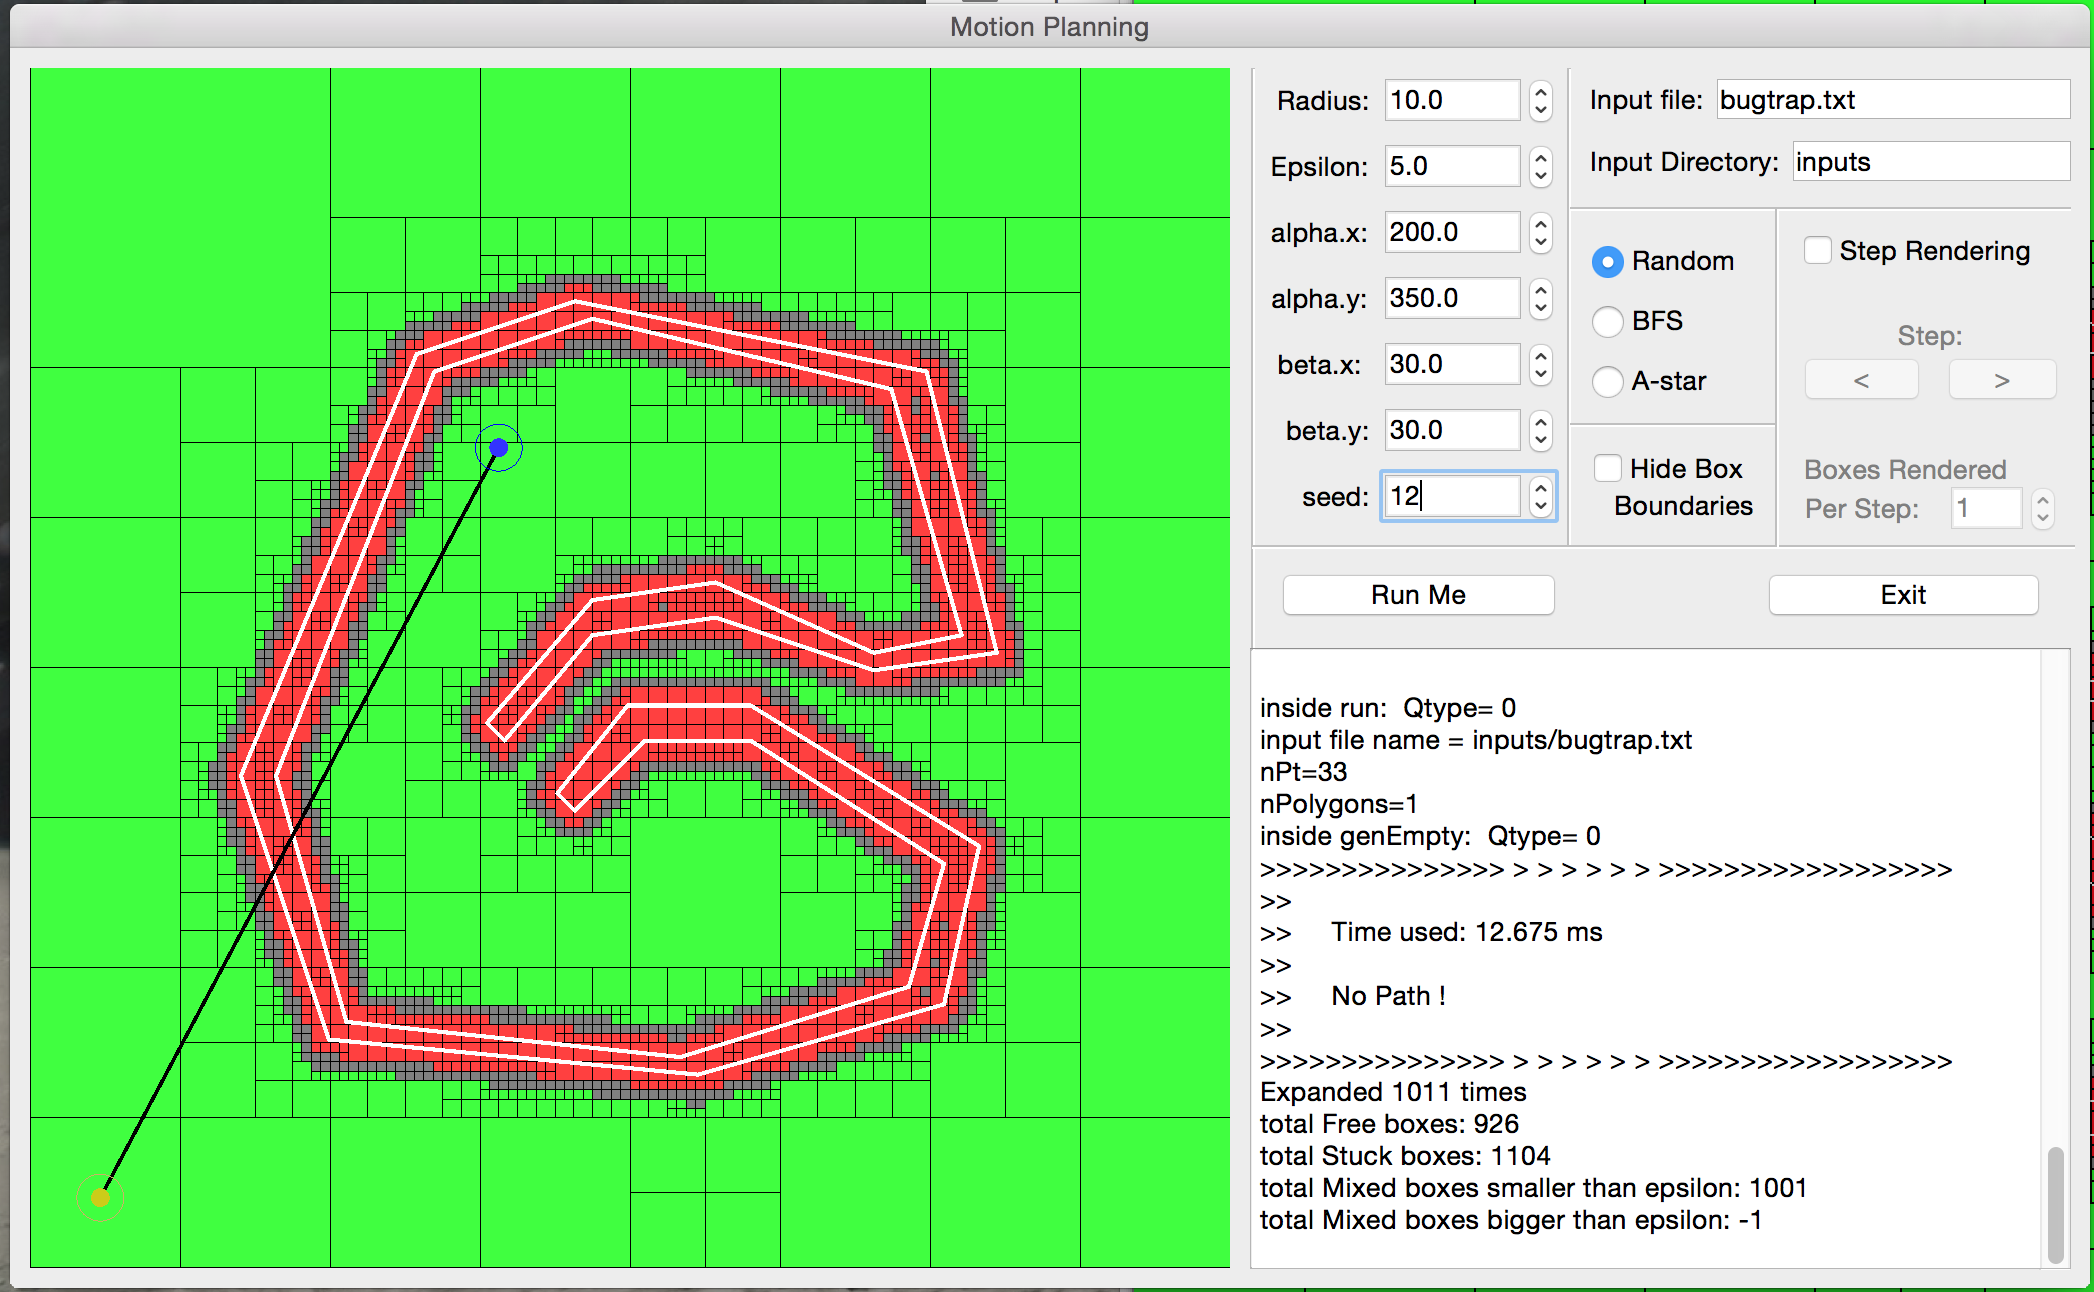 Motion Planning
Radius: 10.0
Epsilon: 5.0
alpha.x: 200.0
alpha.y: 350.0
beta.x: 30.0
beta.y: 30.0
seed: 12
Input file: bugtrap.txt
Input Directory: inputs
Random
BFS
A-star
Hide Box
Boundaries
Step Rendering
Step:
< >
Boxes Rendered
Per Step: 1
Run Me Exit
inside run: Qtype= 0
input file name = inputs/bugtrap.txt
nPt=33
nPolygons=1
inside genEmpty: Qtype= 0
>>>>>>>>>>>>>>> > > > > > > >>>>>>>>>>>>>>>>>>
>>
>> Time used: 12.675 ms
>>
>> No Path !
>>
>>>>>>>>>>>>>>> > > > > > > >>>>>>>>>>>>>>>>>>
Expanded 1011 times
total Free boxes: 926
total Stuck boxes: 1104
total Mixed boxes smaller than epsilon: 1001
total Mixed boxes bigger than epsilon: -1